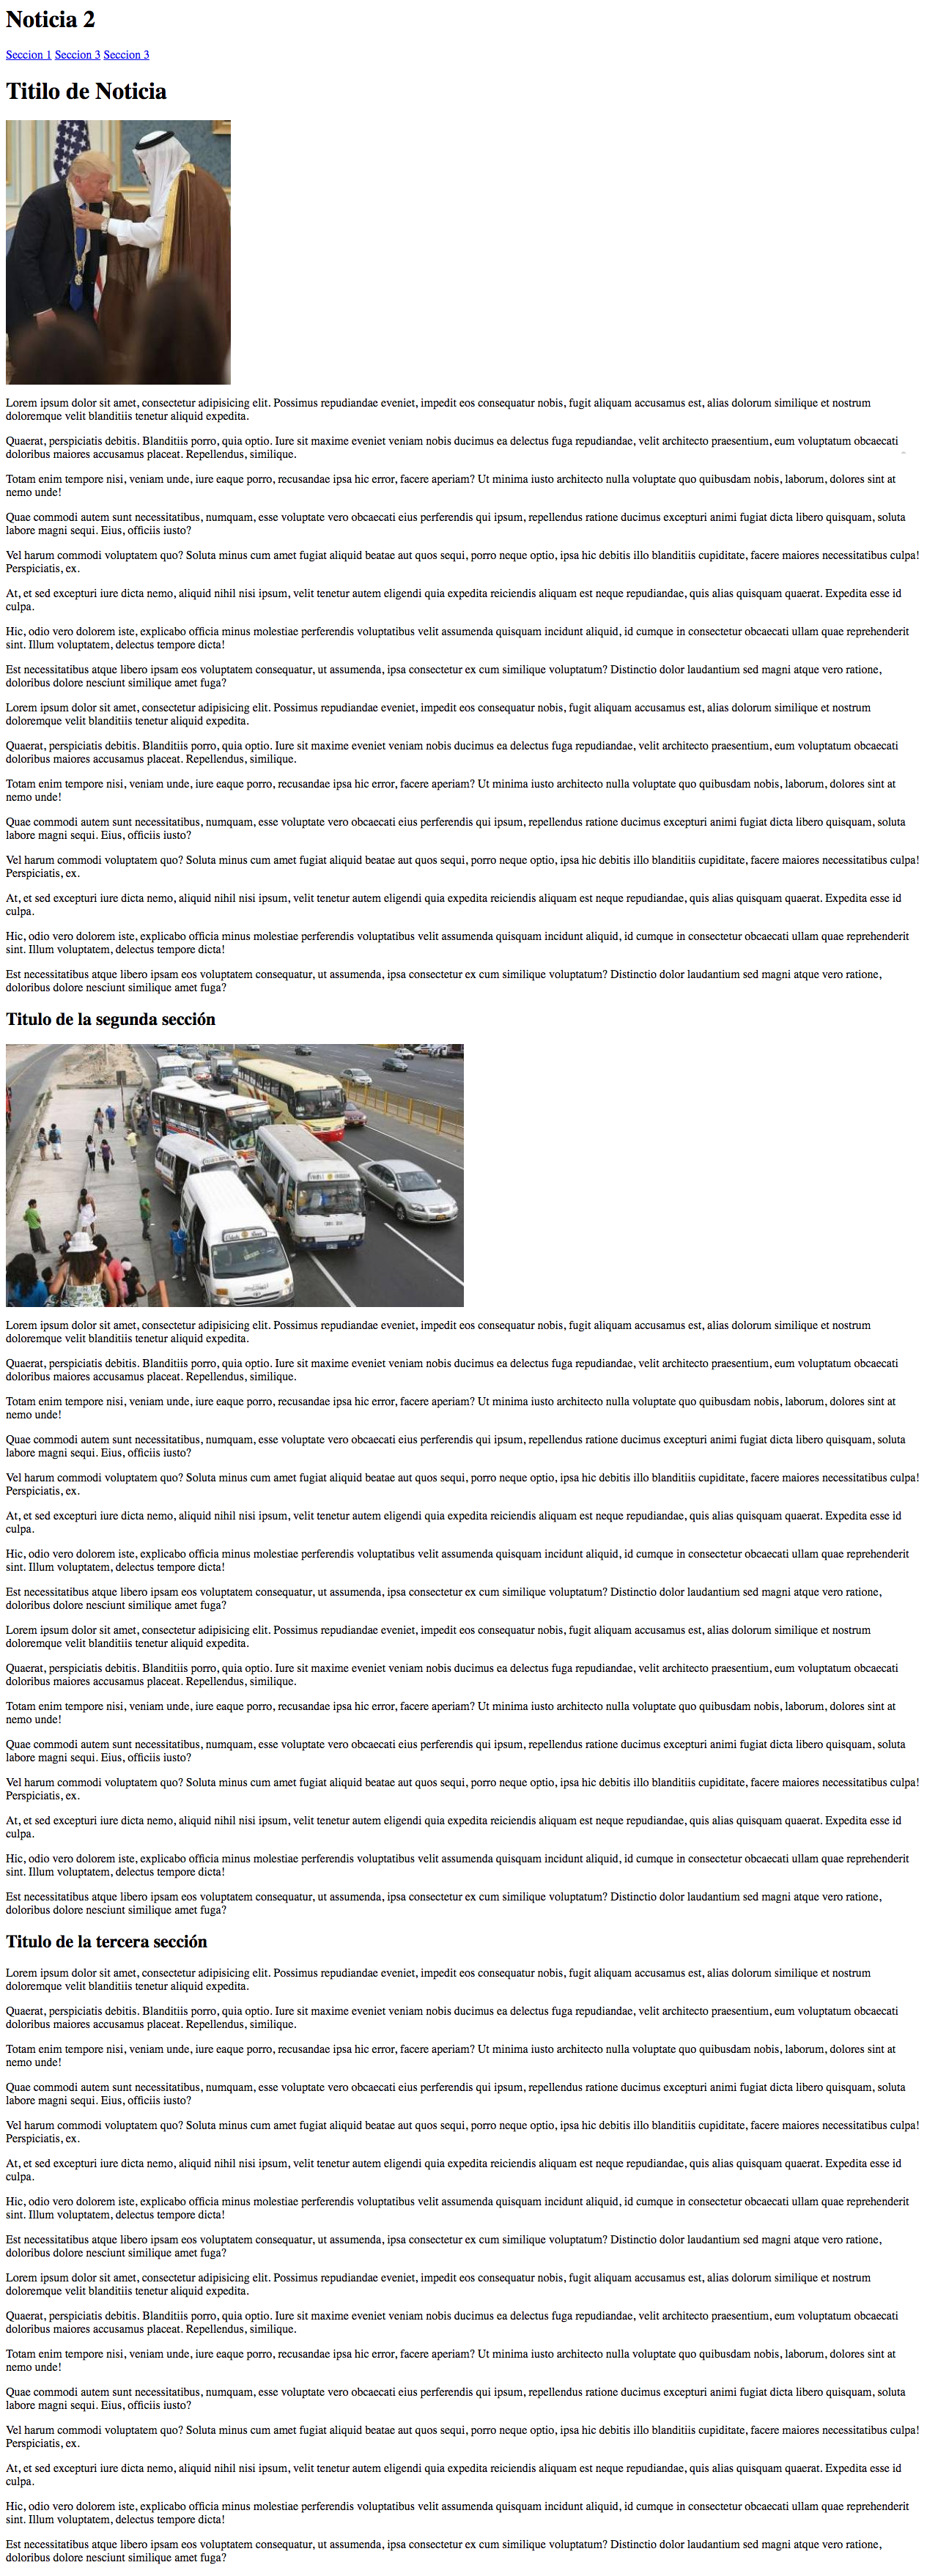 Noticia 2
Seccion 1 Seccion 3 Seccion 3
Titilo de Noticia
Lorem ipsum dolor sit amet, consectetur adipisicing elit. Possimus repudiandae eveniet, impedit eos consequatur nobis, fugit aliquam accusamus est, alias dolorum similique et nostrum
doloremque velit blanditiis tenetur aliquid expedita.
Quaerat, perspiciatis debitis. Blanditiis porro, quia optio. Iure sit maxime eveniet veniam nobis ducimus ea delectus fuga repudiandae, velit architecto praesentium, eum voluptatum obcaecati
doloribus maiores accusamus placeat. Repellendus, similique.
Totam enim tempore nisi, veniam unde, iure eaque porro, recusandae ipsa hic error, facere aperiam? Ut minima iusto architecto nulla voluptate quo quibusdam nobis, laborum, dolores sint at
nemo unde!
Quae commodi autem sunt necessitatibus, numquam, esse voluptate vero obcaecati eius perferendis qui ipsum, repellendus ratione ducimus excepturi animi fugiat dicta libero quisquam, soluta
labore magni sequi. Eius, officiis iusto?
Vel harum commodi voluptatem quo? Soluta minus cum amet fugiat aliquid beatae aut quos sequi, porro neque optio, ipsa hic debitis illo blanditiis cupiditate, facere maiores necessitatibus culpa!
Perspiciatis, ex.
At, et sed excepturi iure dicta nemo, aliquid nihil nisi ipsum, velit tenetur autem eligendi quia expedita reiciendis aliquam est neque repudiandae, quis alias quisquam quaerat. Expedita esse id
culpa.
Hic, odio vero dolorem iste, explicabo officia minus molestiae perferendis voluptatibus velit assumenda quisquam incidunt aliquid, id cumque in consectetur obcaecati ullam quae reprehenderit
sint. Illum voluptatem, delectus tempore dicta!
Est necessitatibus atque libero ipsam eos voluptatem consequatur, ut assumenda, ipsa consectetur ex cum similique voluptatum? Distinctio dolor laudantium sed magni atque vero ratione,
doloribus dolore nesciunt similique amet fuga?
Lorem ipsum dolor sit amet, consectetur adipisicing elit. Possimus repudiandae eveniet, impedit eos consequatur nobis, fugit aliquam accusamus est, alias dolorum similique et nostrum
doloremque velit blanditiis tenetur aliquid expedita.
Quaerat, perspiciatis debitis. Blanditiis porro, quia optio. Iure sit maxime eveniet veniam nobis ducimus ea delectus fuga repudiandae, velit architecto praesentium, eum voluptatum obcaecati
doloribus maiores accusamus placeat. Repellendus, similique.
Totam enim tempore nisi, veniam unde, iure eaque porro, recusandae ipsa hic error, facere aperiam? Ut minima iusto architecto nulla voluptate quo quibusdam nobis, laborum, dolores sint at
nemo unde!
Quae commodi autem sunt necessitatibus, numquam, esse voluptate vero obcaecati eius perferendis qui ipsum, repellendus ratione ducimus excepturi animi fugiat dicta libero quisquam, soluta
labore magni sequi. Eius, officiis iusto?
Vel harum commodi voluptatem quo? Soluta minus cum amet fugiat aliquid beatae aut quos sequi, porro neque optio, ipsa hic debitis illo blanditiis cupiditate, facere maiores necessitatibus culpa!
Perspiciatis, ex.
At, et sed excepturi iure dicta nemo, aliquid nihil nisi ipsum, velit tenetur autem eligendi quia expedita reiciendis aliquam est neque repudiandae, quis alias quisquam quaerat. Expedita esse id
culpa.
Hic, odio vero dolorem iste, explicabo officia minus molestiae perferendis voluptatibus velit assumenda quisquam incidunt aliquid, id cumque in consectetur obcaecati ullam quae reprehenderit
sint. Illum voluptatem, delectus tempore dicta!
Est necessitatibus atque libero ipsam eos voluptatem consequatur, ut assumenda, ipsa consectetur ex cum similique voluptatum? Distinctio dolor laudantium sed magni atque vero ratione,
doloribus dolore nesciunt similique amet fuga?
Titulo de la segunda sección
Lorem ipsum dolor sit amet, consectetur adipisicing elit. Possimus repudiandae eveniet, impedit eos consequatur nobis, fugit aliquam accusamus est, alias dolorum similique et nostrum
doloremque velit blanditiis tenetur aliquid expedita.
Quaerat, perspiciatis debitis. Blanditiis porro, quia optio. Iure sit maxime eveniet veniam nobis ducimus ea delectus fuga repudiandae, velit architecto praesentium, eum voluptatum obcaecati
doloribus maiores accusamus placeat. Repellendus, similique.
Totam enim tempore nisi, veniam unde, iure eaque porro, recusandae ipsa hic error, facere aperiam? Ut minima iusto architecto nulla voluptate quo quibusdam nobis, laborum, dolores sint at
nemo unde!
Quae commodi autem sunt necessitatibus, numquam, esse voluptate vero obcaecati eius perferendis qui ipsum, repellendus ratione ducimus excepturi animi fugiat dicta libero quisquam, soluta
labore magni sequi. Eius, officiis iusto?
Vel harum commodi voluptatem quo? Soluta minus cum amet fugiat aliquid beatae aut quos sequi, porro neque optio, ipsa hic debitis illo blanditiis cupiditate, facere maiores necessitatibus culpa!
Perspiciatis, ex.
At, et sed excepturi iure dicta nemo, aliquid nihil nisi ipsum, velit tenetur autem eligendi quia expedita reiciendis aliquam est neque repudiandae, quis alias quisquam quaerat. Expedita esse id
culpa.
Hic, odio vero dolorem iste, explicabo officia minus molestiae perferendis voluptatibus velit assumenda quisquam incidunt aliquid, id cumque in consectetur obcaecati ullam quae reprehenderit
sint. Illum voluptatem, delectus tempore dicta!
Est necessitatibus atque libero ipsam eos voluptatem consequatur, ut assumenda, ipsa consectetur ex cum similique voluptatum? Distinctio dolor laudantium sed magni atque vero ratione,
doloribus dolore nesciunt similique amet fuga?
Lorem ipsum dolor sit amet, consectetur adipisicing elit. Possimus repudiandae eveniet, impedit eos consequatur nobis, fugit aliquam accusamus est, alias dolorum similique et nostrum
doloremque velit blanditiis tenetur aliquid expedita.
Quaerat, perspiciatis debitis. Blanditiis porro, quia optio. Iure sit maxime eveniet veniam nobis ducimus ea delectus fuga repudiandae, velit architecto praesentium, eum voluptatum obcaecati
doloribus maiores accusamus placeat. Repellendus, similique.
Totam enim tempore nisi, veniam unde, iure eaque porro, recusandae ipsa hic error, facere aperiam? Ut minima iusto architecto nulla voluptate quo quibusdam nobis, laborum, dolores sint at
nemo unde!
Quae commodi autem sunt necessitatibus, numquam, esse voluptate vero obcaecati eius perferendis qui ipsum, repellendus ratione ducimus excepturi animi fugiat dicta libero quisquam, soluta
labore magni sequi. Eius, officiis iusto?
Vel harum commodi voluptatem quo? Soluta minus cum amet fugiat aliquid beatae aut quos sequi, porro neque optio, ipsa hic debitis illo blanditiis cupiditate, facere maiores necessitatibus culpa!
Perspiciatis, ex.
At, et sed excepturi iure dicta nemo, aliquid nihil nisi ipsum, velit tenetur autem eligendi quia expedita reiciendis aliquam est neque repudiandae, quis alias quisquam quaerat. Expedita esse id
culpa.
Hic, odio vero dolorem iste, explicabo officia minus molestiae perferendis voluptatibus velit assumenda quisquam incidunt aliquid, id cumque in consectetur obcaecati ullam quae reprehenderit
sint. Illum voluptatem, delectus tempore dicta!
Est necessitatibus atque libero ipsam eos voluptatem consequatur, ut assumenda, ipsa consectetur ex cum similique voluptatum? Distinctio dolor laudantium sed magni atque vero ratione,
doloribus dolore nesciunt similique amet fuga?
Titulo de la tercera sección
Lorem ipsum dolor sit amet, consectetur adipisicing elit. Possimus repudiandae eveniet, impedit eos consequatur nobis, fugit aliquam accusamus est, alias dolorum similique et nostrum
doloremque velit blanditiis tenetur aliquid expedita.
Quaerat, perspiciatis debitis. Blanditiis porro, quia optio. Iure sit maxime eveniet veniam nobis ducimus ea delectus fuga repudiandae, velit architecto praesentium, eum voluptatum obcaecati
doloribus maiores accusamus placeat. Repellendus, similique.
Totam enim tempore nisi, veniam unde, iure eaque porro, recusandae ipsa hic error, facere aperiam? Ut minima iusto architecto nulla voluptate quo quibusdam nobis, laborum, dolores sint at
nemo unde!
Quae commodi autem sunt necessitatibus, numquam, esse voluptate vero obcaecati eius perferendis qui ipsum, repellendus ratione ducimus excepturi animi fugiat dicta libero quisquam, soluta
labore magni sequi. Eius, officiis iusto?
Vel harum commodi voluptatem quo? Soluta minus cum amet fugiat aliquid beatae aut quos sequi, porro neque optio, ipsa hic debitis illo blanditiis cupiditate, facere maiores necessitatibus culpa!
Perspiciatis, ex.
At, et sed excepturi iure dicta nemo, aliquid nihil nisi ipsum, velit tenetur autem eligendi quia expedita reiciendis aliquam est neque repudiandae, quis alias quisquam quaerat. Expedita esse id
culpa.
Hic, odio vero dolorem iste, explicabo officia minus molestiae perferendis voluptatibus velit assumenda quisquam incidunt aliquid, id cumque in consectetur obcaecati ullam quae reprehenderit
sint. Illum voluptatem, delectus tempore dicta!
Est necessitatibus atque libero ipsam eos voluptatem consequatur, ut assumenda, ipsa consectetur ex cum similique voluptatum? Distinctio dolor laudantium sed magni atque vero ratione,
doloribus dolore nesciunt similique amet fuga?
Lorem ipsum dolor sit amet, consectetur adipisicing elit. Possimus repudiandae eveniet, impedit eos consequatur nobis, fugit aliquam accusamus est, alias dolorum similique et nostrum
doloremque velit blanditiis tenetur aliquid expedita.
Quaerat, perspiciatis debitis. Blanditiis porro, quia optio. Iure sit maxime eveniet veniam nobis ducimus ea delectus fuga repudiandae, velit architecto praesentium, eum voluptatum obcaecati
doloribus maiores accusamus placeat. Repellendus, similique.
Totam enim tempore nisi, veniam unde, iure eaque porro, recusandae ipsa hic error, facere aperiam? Ut minima iusto architecto nulla voluptate quo quibusdam nobis, laborum, dolores sint at
nemo unde!
Quae commodi autem sunt necessitatibus, numquam, esse voluptate vero obcaecati eius perferendis qui ipsum, repellendus ratione ducimus excepturi animi fugiat dicta libero quisquam, soluta
labore magni sequi. Eius, officiis iusto?
Vel harum commodi voluptatem quo? Soluta minus cum amet fugiat aliquid beatae aut quos sequi, porro neque optio, ipsa hic debitis illo blanditiis cupiditate, facere maiores necessitatibus culpa!
Perspiciatis, ex.
At, et sed excepturi iure dicta nemo, aliquid nihil nisi ipsum, velit tenetur autem eligendi quia expedita reiciendis aliquam est neque repudiandae, quis alias quisquam quaerat. Expedita esse id
culpa.
Hic, odio vero dolorem iste, explicabo officia minus molestiae perferendis voluptatibus velit assumenda quisquam incidunt aliquid, id cumque in consectetur obcaecati ullam quae reprehenderit
sint. Illum voluptatem, delectus tempore dicta!
Est necessitatibus atque libero ipsam eos voluptatem consequatur, ut assumenda, ipsa consectetur ex cum similique voluptatum? Distinctio dolor laudantium sed magni atque vero ratione,
doloribus dolore nesciunt similique amet fuga?